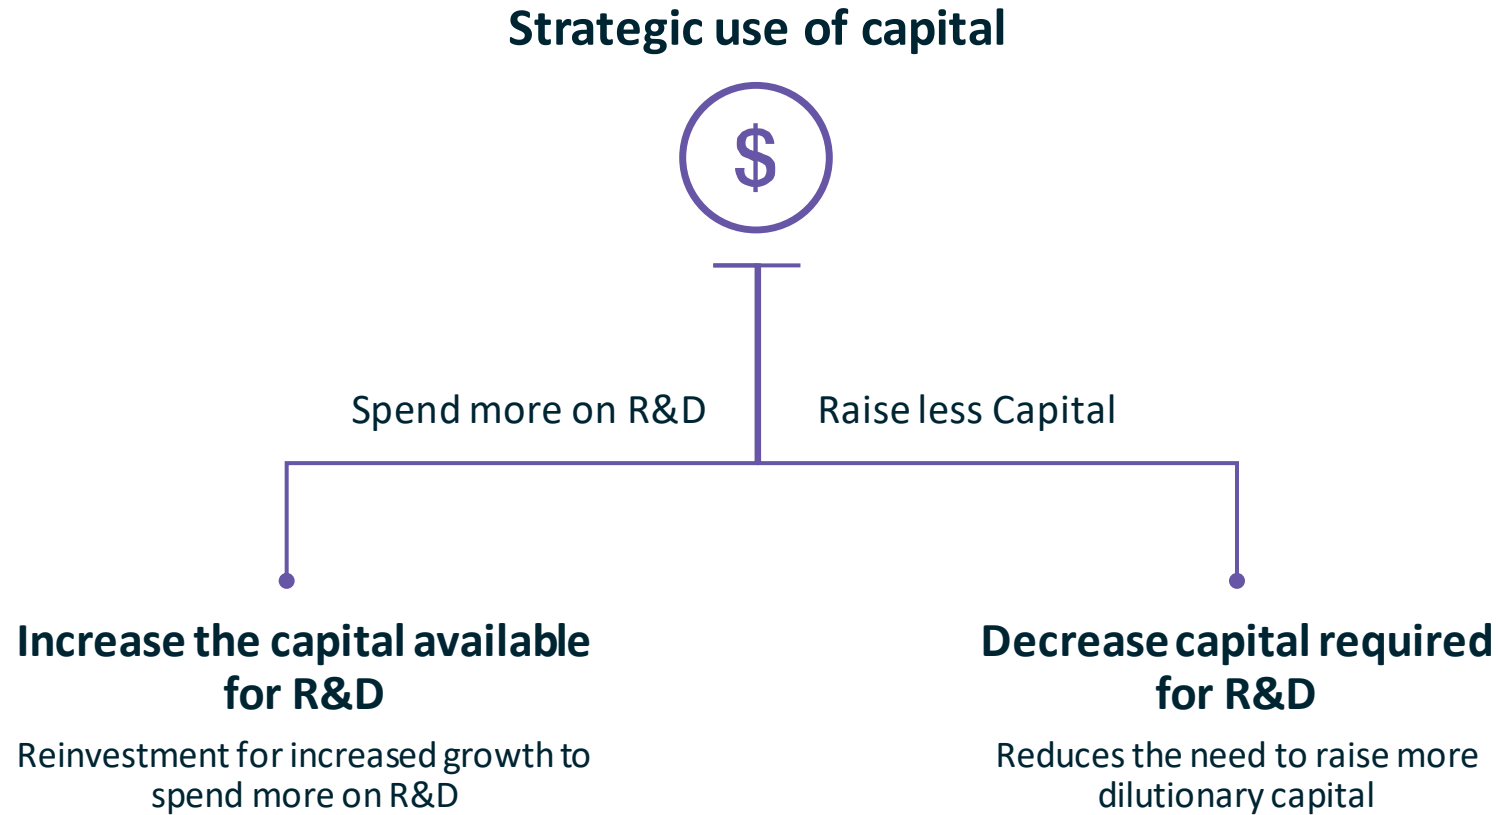 Strategic use of capital
$
Spend more on R&D
Raise less Capital
Increase the capital available
for R&D
Reinvestment for increased growth to
spend more on R&D
Decrease capital required
for R&D
Reduces the need to raise more
dilutionary capital